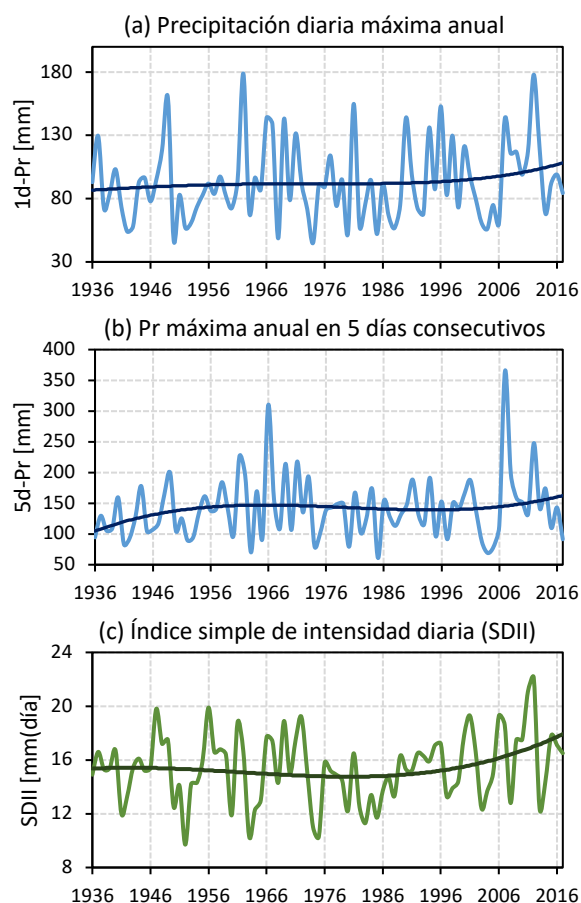 (a) Precipitación diaria máxima anual
1d-Pr [mm]
180
130
80
30
1936 1946 1956 1966 1976 1986 1996 2006 2016
(b) Pr máxima anual en 5 días consecutivos
5d-Pr [mm]
400
350
300
250
200
150
100
50
1936 1946 1956 1966 1976 1986 1996 2006 2016
(c) Índice simple de intensidad diaria (SDII)
SDII [mm(día)
24
20
16
12
8
1936 1946 1956 1966 1976 1986 1996 2006 2016